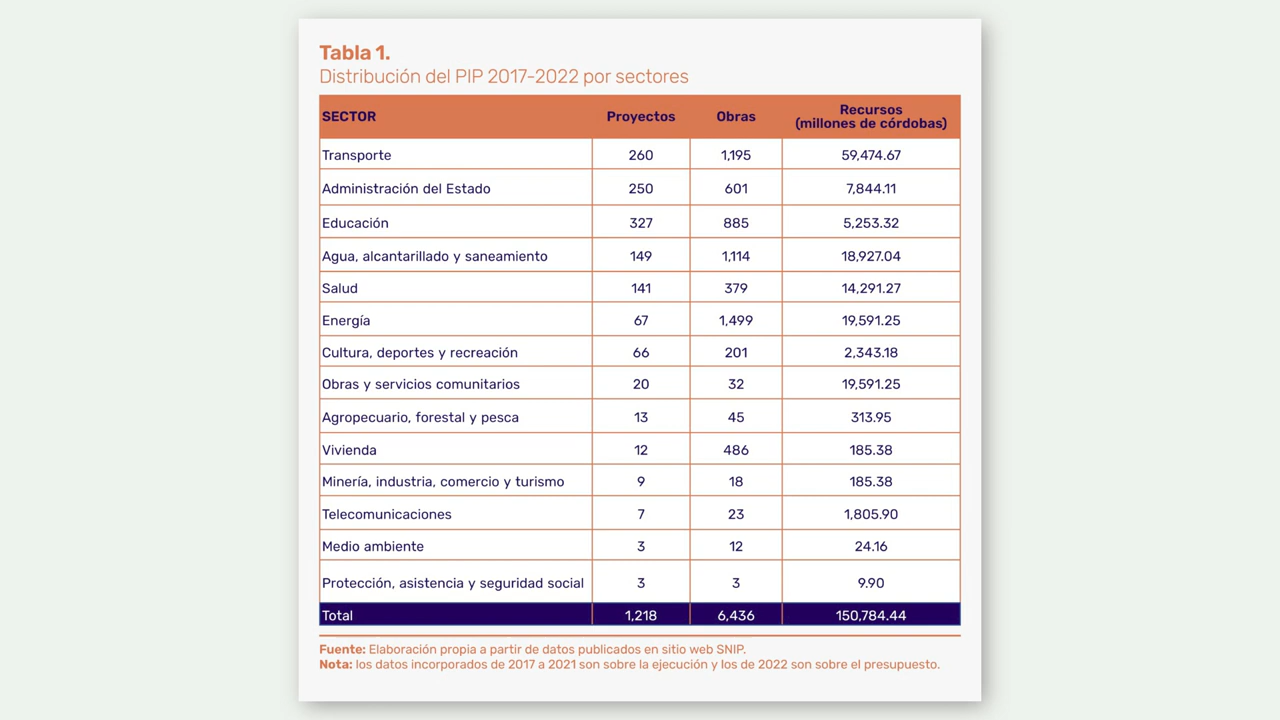 Tabla 1.
Distribución del PIP 2017-2022 por sectores
SECTOR Proyectos Obras Recursos (millones de córdobas)
Transporte 260 1,195 59,474.67
Administración del Estado 250 601 7,844.11
Educación 327 885 5,253.32
Agua, alcantarillado y saneamiento 149 1,114 18,927.04
Salud 141 379 14,291.27
Energía 67 1,499 19,591.25
Cultura, deportes y recreación 66 201 2,343.18
Obras y servicios comunitarios 20 32 19,591.25
Agropecuario, forestal y pesca 13 45 313.95
Vivienda 12 486 185.38
Minería, industria, comercio y turismo 9 18 185.38
Telecomunicaciones 7 23 1,805.90
Medio ambiente 3 12 24.16
Protección, asistencia y seguridad social 3 3 9.90
Total 1,218 6,436 150,784.44
Fuente: Elaboración propia a partir de datos publicados en sitio web SNIP.
Nota: los datos incorporados de 2017 a 2021 son sobre la ejecución y los de 2022 son sobre el presupuesto.